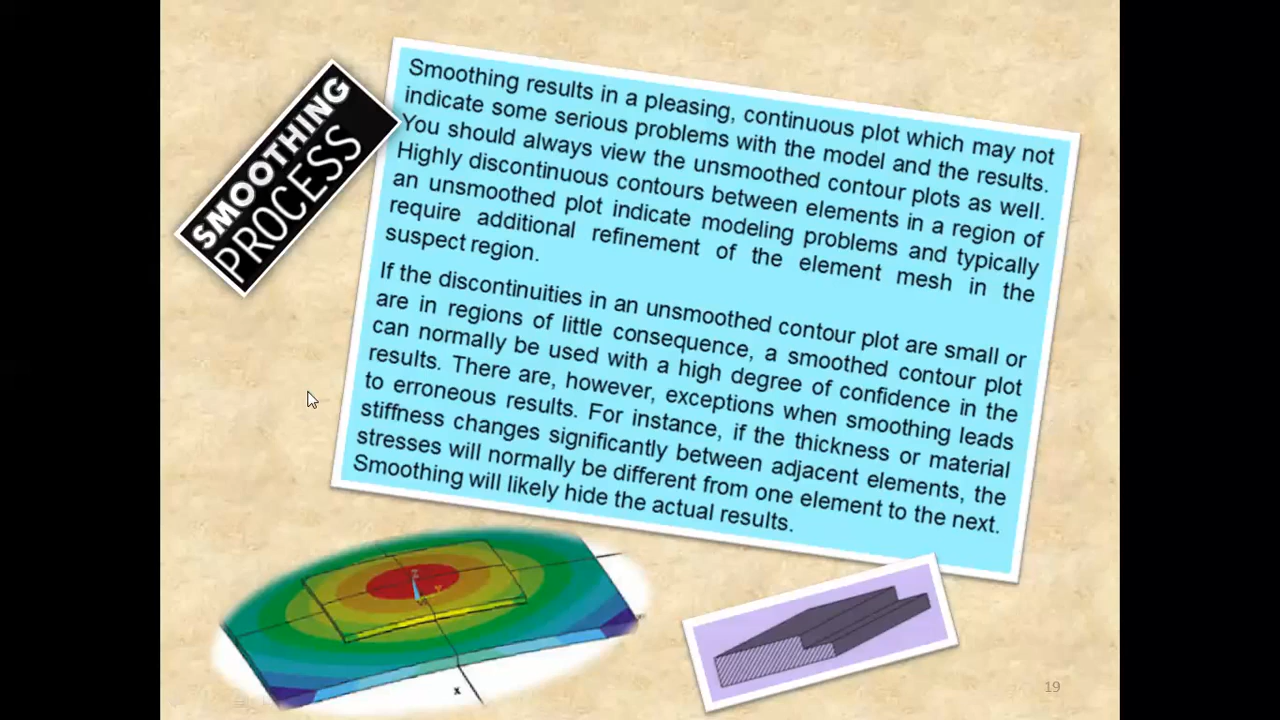 SMOOTHING
PROCESS
Smoothing results in a pleasing, continuous plot which may not
indicate some serious problems with the model and the results.
You should always view the unsmoothed contour plots as well.
Highly discontinuous contours between elements in a region of
an unsmoothed plot indicate modeling problems and typically
require additional refinement of the element mesh in the
suspect region.
If the discontinuities in an unsmoothed contour plot are small or
are in regions of little consequence, a smoothed contour plot
can normally be used with a high degree of confidence in the
results. There are, however, exceptions when smoothing leads
to erroneous results. For instance, if the thickness or material
stiffness changes significantly between adjacent elements, the
stresses will normally be different from one element to the next.
Smoothing will likely hide the actual results.
Z
Y
x
19